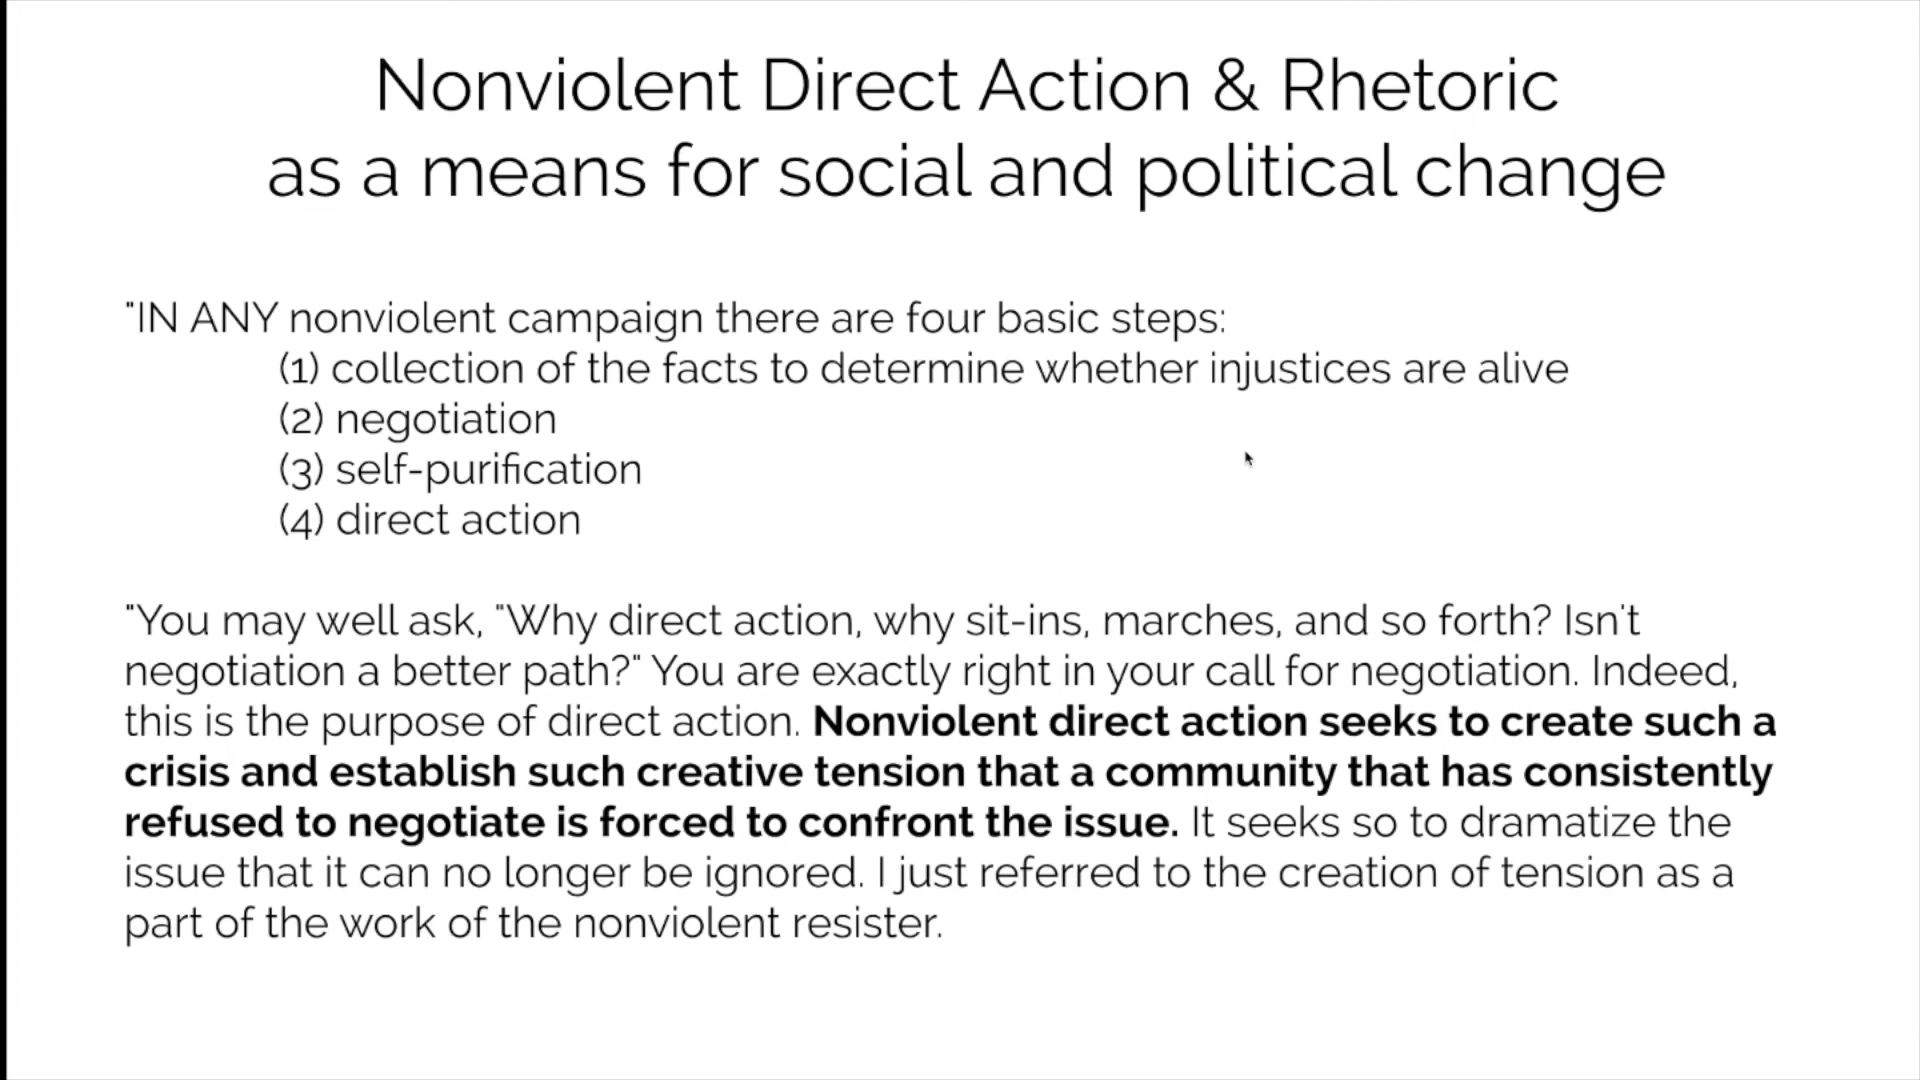 Nonviolent Direct Action & Rhetoric
as a means for social and political change
"IN ANY nonviolent campaign there are four basic steps:
(1) collection of the facts to determine whether injustices are alive
(2) negotiation
(3) self-purification
(4) direct action
"You may well ask, "Why direct action, why sit-ins, marches, and so forth? Isn't
negotiation a better path?" You are exactly right in your call for negotiation. Indeed,
this is the purpose of direct action. Nonviolent direct action seeks to create such a
crisis and establish such creative tension that a community that has consistently
refused to negotiate is forced to confront the issue. It seeks so to dramatize the
issue that it can no longer be ignored. I just referred to the creation of tension as a
part of the work of the nonviolent resister.